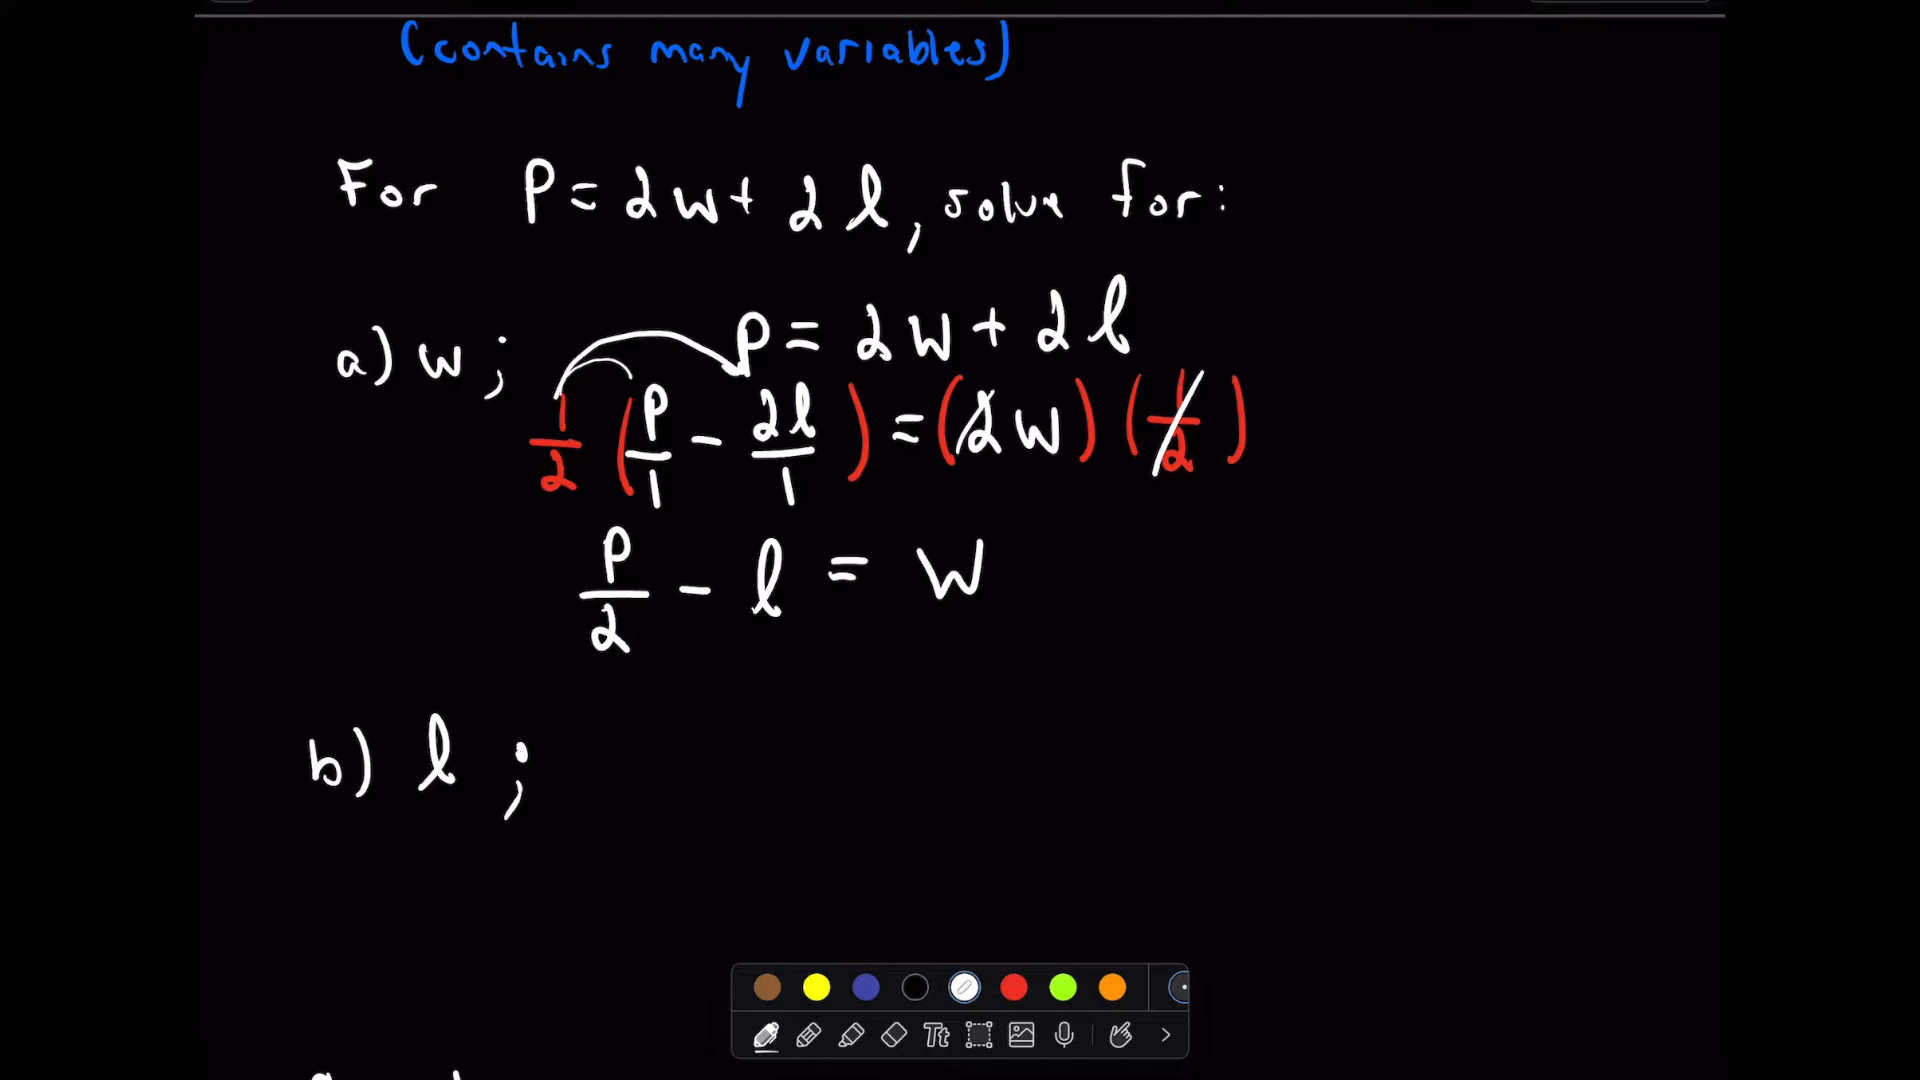 (contains many variables)
For P = 2w + 2l, solve for:
a) w ; P = 2w + 2l
1/2 (P/1 - 2l/1) = (2w) (1/2)
P/2 - l = w
b) l ;
Tt